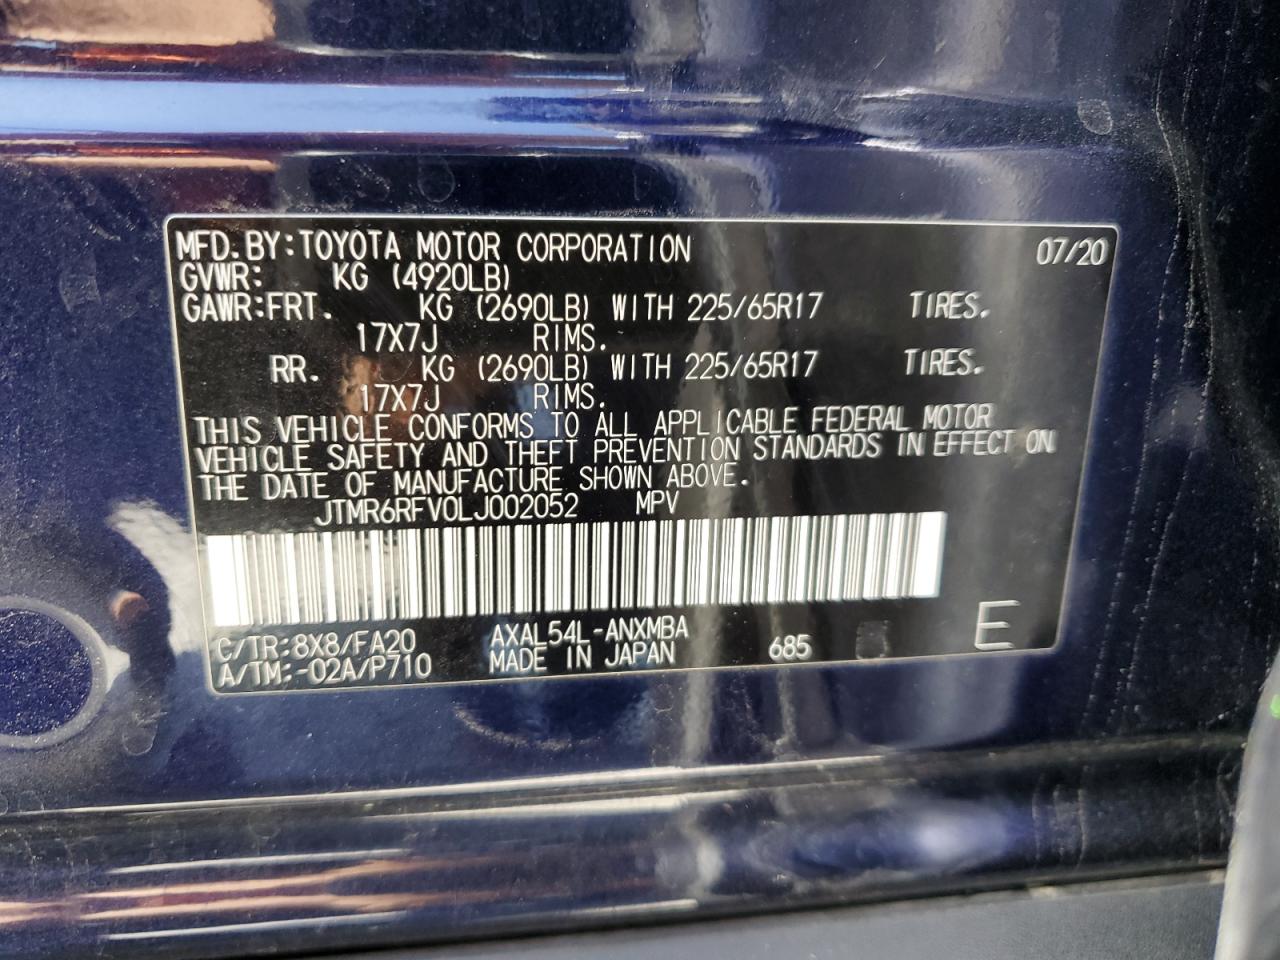 MFD.BY:TOYOTA MOTOR CORPORATION 07/20
GVWR: KG (4920LB)
GAWR:FRT. KG (2690LB) WITH 225/65R17 TIRES.
17X7J RIMS.
RR. KG (2690LB) WITH 225/65R17 TIRES.
17X7J RIMS.
THIS VEHICLE CONFORMS TO ALL APPLICABLE FEDERAL MOTOR
VEHICLE SAFETY AND THEFT PREVENTION STANDARDS IN EFFECT ON
THE DATE OF MANUFACTURE SHOWN ABOVE.
JTMR6RFV0LJ002052 MPV
C/TR:8X8/FA20 AXAL54L-ANXMBA 685 E
A/TM:-02A/P710 MADE IN JAPAN